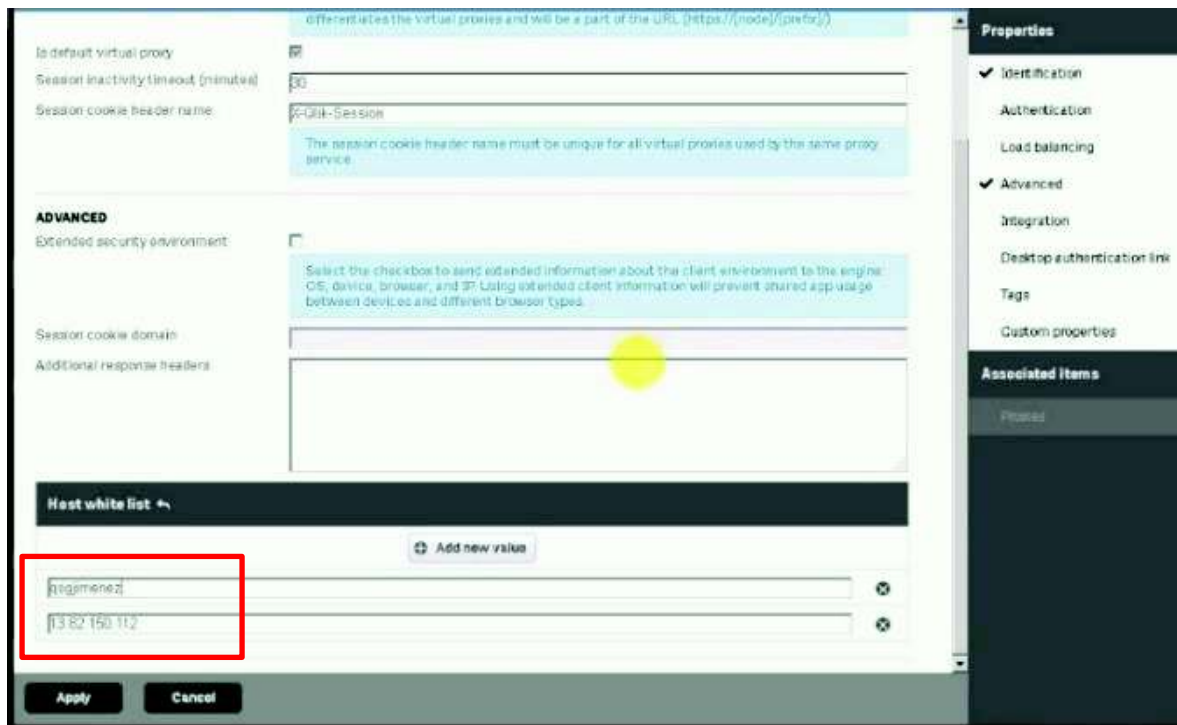 differentiates the virtual proxies and will be a part of the URL (https://[node]/[prefix]/)
Is default virtual proxy
Session inactivity timeout (minutes)
30
Session cookie header name
X-Qlik-Session
The session cookie header name must be unique for all virtual proxies used by the same proxy
service.
ADVANCED
Extended security environment
Select the checkbox to send extended information about the client environment to the engine:
OS, device, browser, and IP. Using extended client information will prevent shared app usage
between devices and different browser types.
Session cookie domain
Additional response headers
Host white list
Add new value
qsgjimenez
13.82.150.112
Apply
Cancel
Properties
Identification
Authentication
Load balancing
Advanced
Integration
Desktop authentication link
Tags
Custom properties
Associated items
Proxies